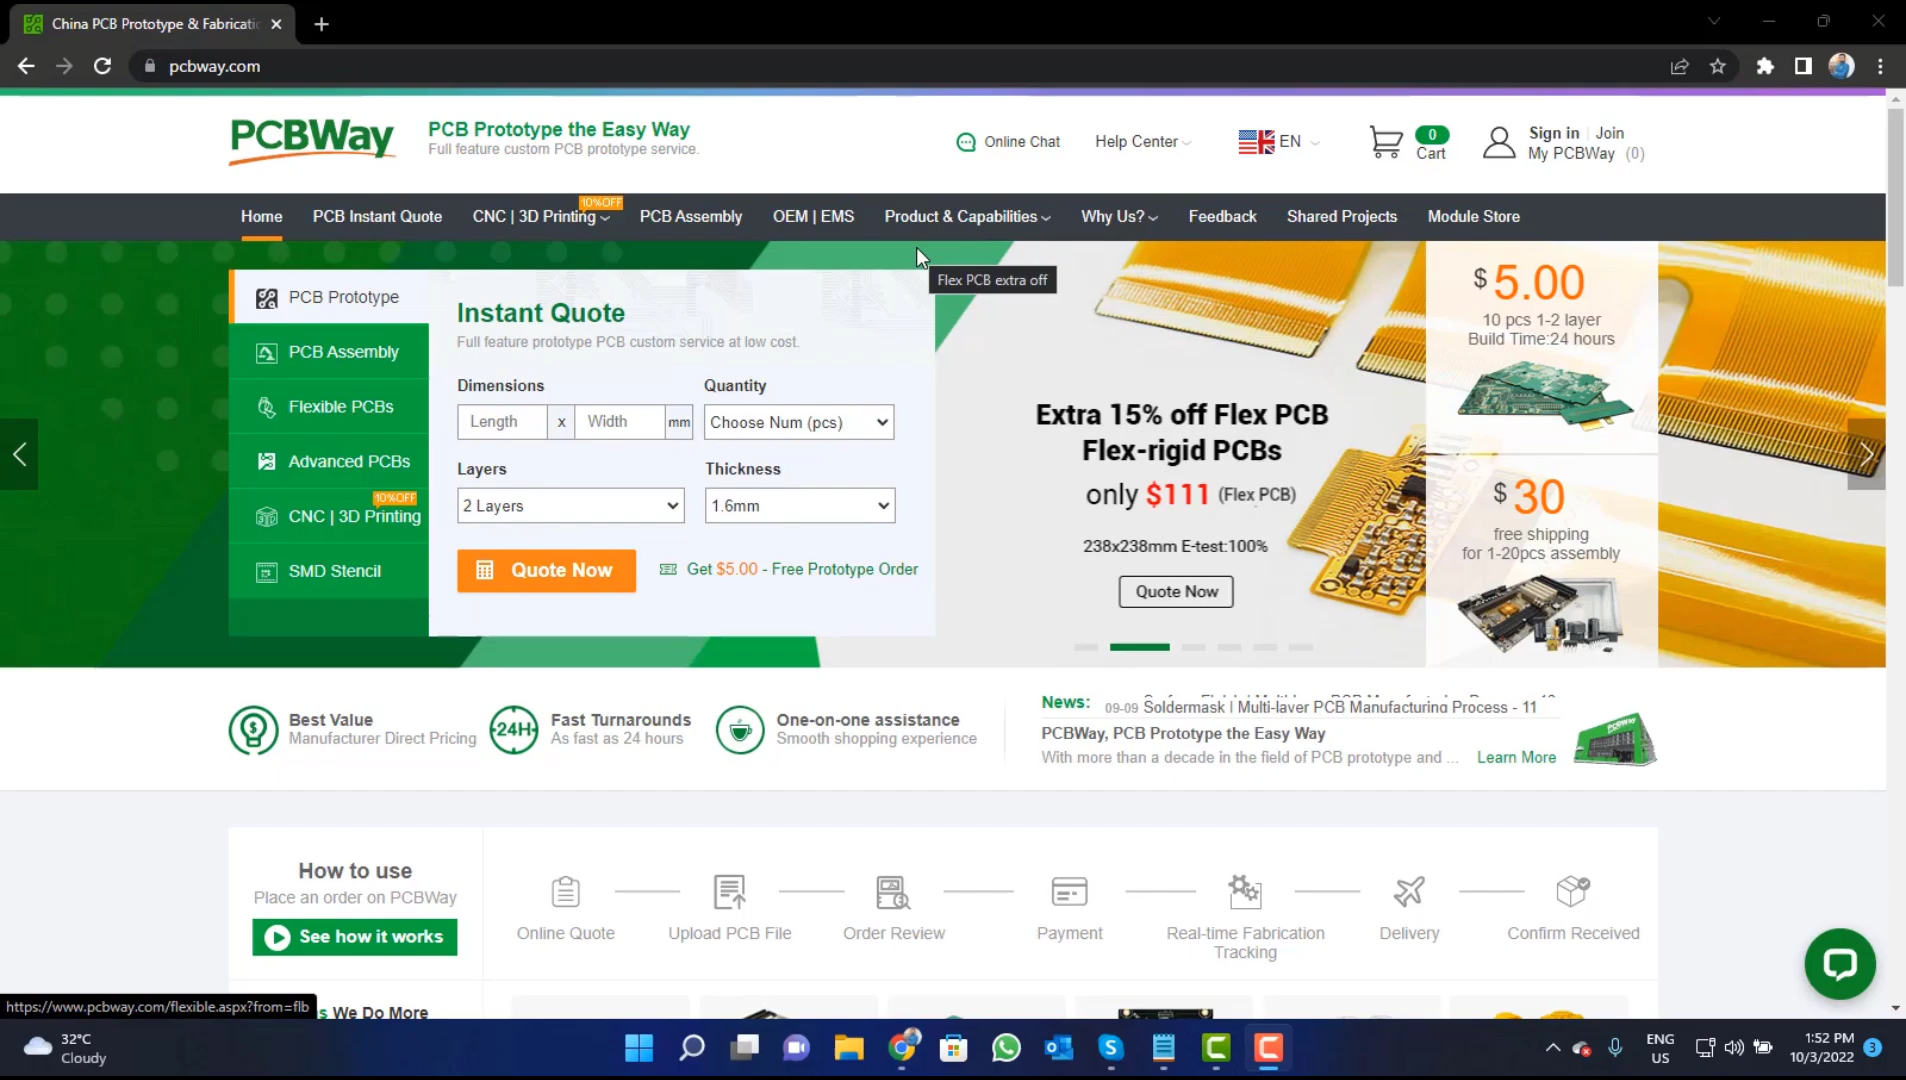 China PCB Prototype & Fabricati
pcbway.com
PCBWay
PCB Prototype the Easy Way
Full feature custom PCB prototype service.
Online Chat
Help Center
EN
0
Cart
Sign in
Join
My PCBWay (0)
Home
PCB Instant Quote
CNC | 3D Printing
10%OFF
PCB Assembly
OEM | EMS
Product & Capabilities
Why Us?
Feedback
Shared Projects
Module Store
Flex PCB extra off
PCB Prototype
PCB Assembly
Flexible PCBs
Advanced PCBs
10%OFF
CNC | 3D Printing
SMD Stencil
Instant Quote
Full feature prototype PCB custom service at low cost.
Dimensions
Quantity
Length x Width mm
Choose Num (pcs)
Layers
Thickness
2 Layers
1.6mm
Quote Now
Get $5.00 - Free Prototype Order
Extra 15% off Flex PCB
Flex-rigid PCBs
only $111 (Flex PCB)
238x238mm E-test:100%
Quote Now
$ 5.00
10 pcs 1-2 layer
Build Time:24 hours
$ 30
free shipping
for 1-20pcs assembly
Best Value
Manufacturer Direct Pricing
24H
Fast Turnarounds
As fast as 24 hours
One-on-one assistance
Smooth shopping experience
News:
09-09 Soldermask | Multi-layer PCB Manufacturing Process - 11
PCBWay, PCB Prototype the Easy Way
With more than a decade in the field of PCB prototype and ...
Learn More
How to use
Place an order on PCBWay
See how it works
Online Quote
Upload PCB File
Order Review
Payment
Real-time Fabrication
Tracking
Delivery
Confirm Received
https://www.pcbway.com/flexible.aspx?from=flb
s We Do More
32°C
Cloudy
ENG
US
1:52 PM
10/3/2022
3